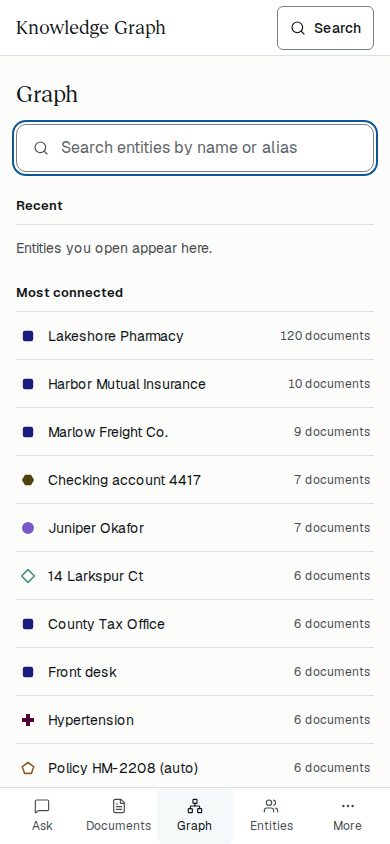 Knowledge Graph
Search
Graph
Search entities by name or alias
Recent
Entities you open appear here.
Most connected
Lakeshore Pharmacy 120 documents
Harbor Mutual Insurance 10 documents
Marlow Freight Co. 9 documents
Checking account 4417 7 documents
Juniper Okafor 7 documents
14 Larkspur Ct 6 documents
County Tax Office 6 documents
Front desk 6 documents
Hypertension 6 documents
Policy HM-2208 (auto) 6 documents
Ask Documents Graph Entities More